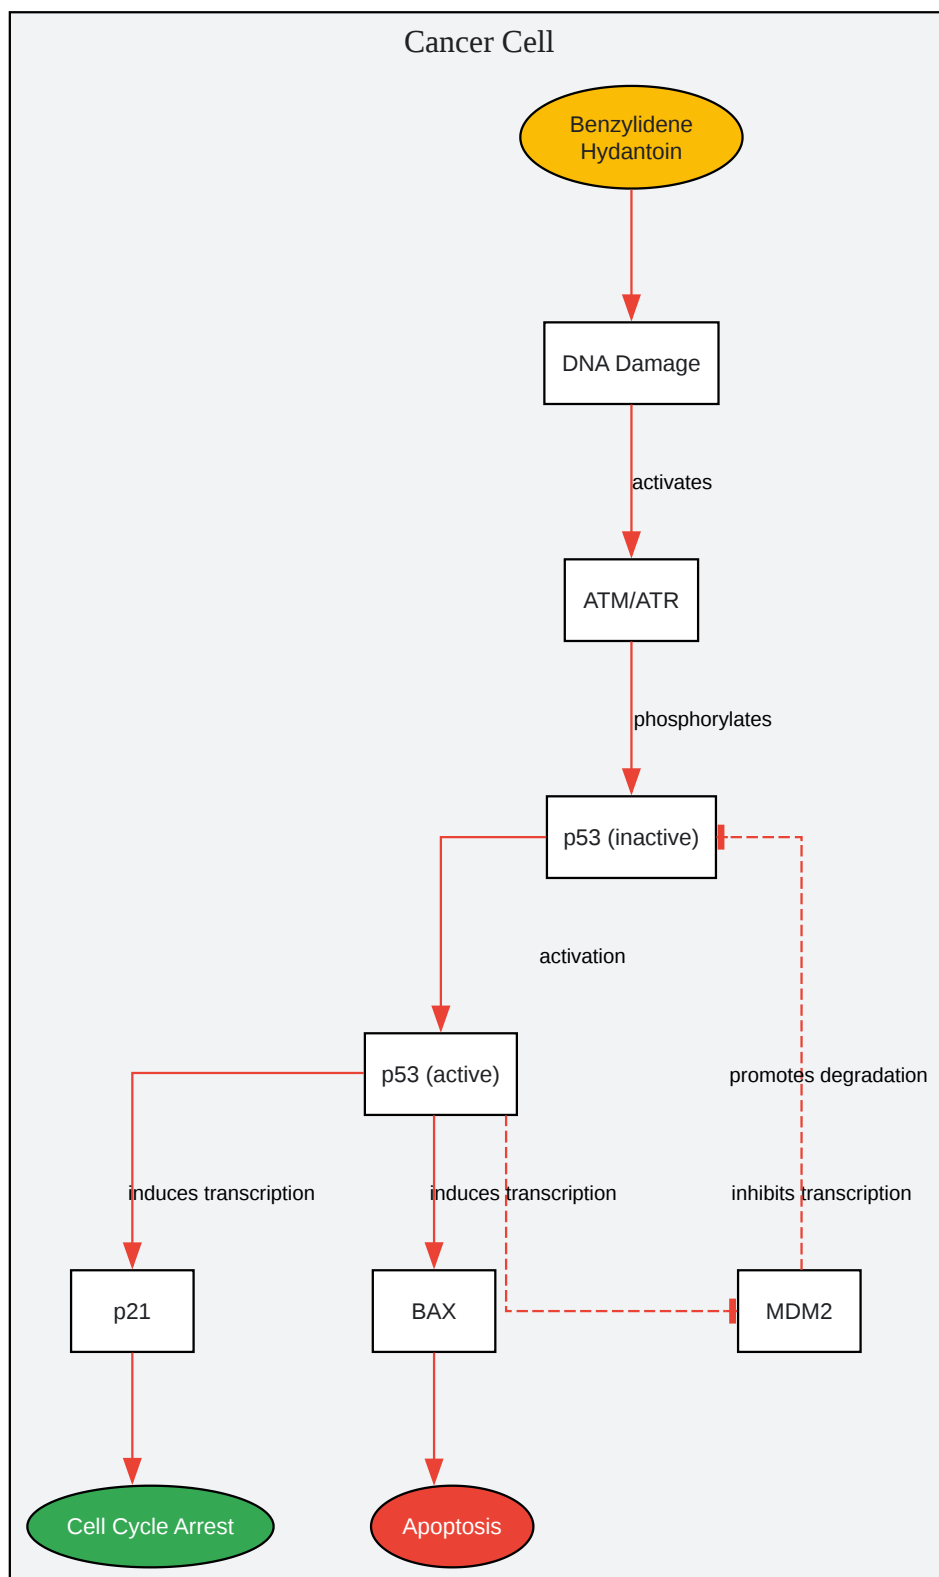 Cancer Cell
Benzylidene
Hydantoin
DNA Damage
activates
ATM/ATR
phosphorylates
p53 (inactive)
activation
p53 (active)
promotes degradation
induces transcription
induces transcription
inhibits transcription
p21
BAX
MDM2
Cell Cycle Arrest
Apoptosis